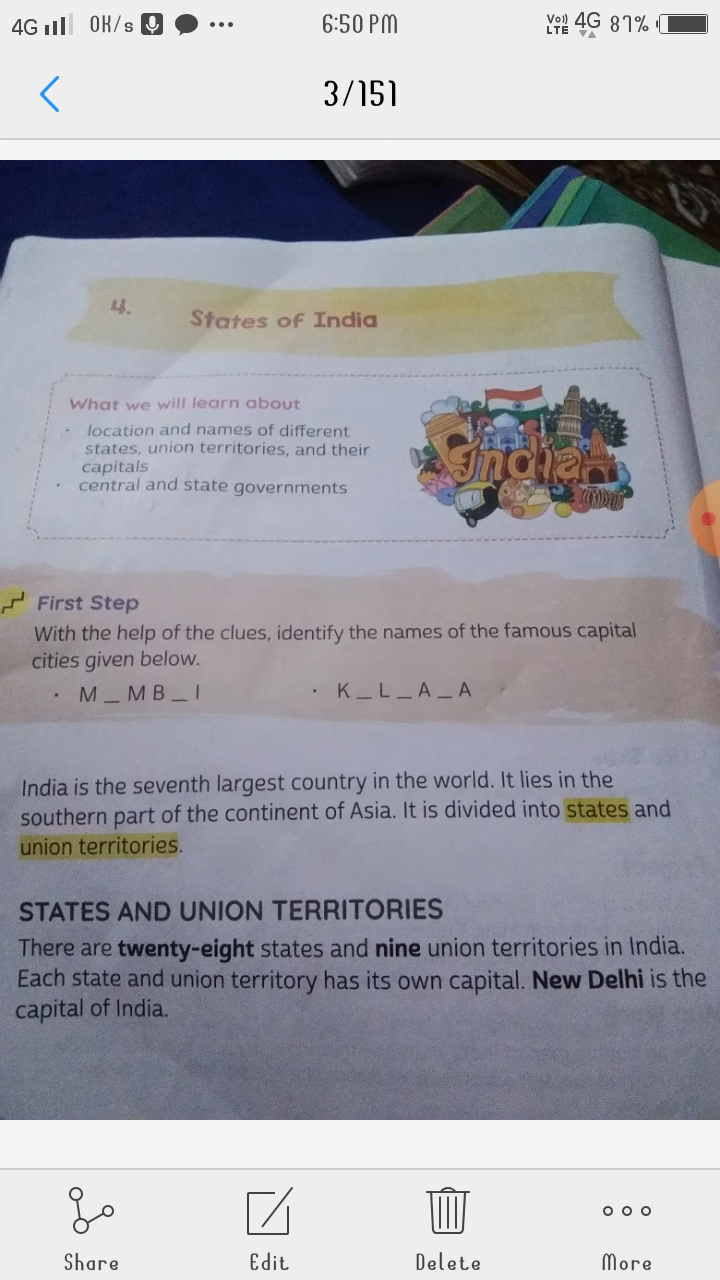 4G 0K/s 6:50 PM Vo)) LTE 4G 87%
3/151
4. States of India
What we will learn about
· location and names of different
states, union territories, and their
capitals
· central and state governments
India
First Step
With the help of the clues, identify the names of the famous capital
cities given below.
· M _ M B _ I · K _ L _ A _ A
India is the seventh largest country in the world. It lies in the
southern part of the continent of Asia. It is divided into states and
union territories.
STATES AND UNION TERRITORIES
There are twenty-eight states and nine union territories in India.
Each state and union territory has its own capital. New Delhi is the
capital of India.
Share Edit Delete More